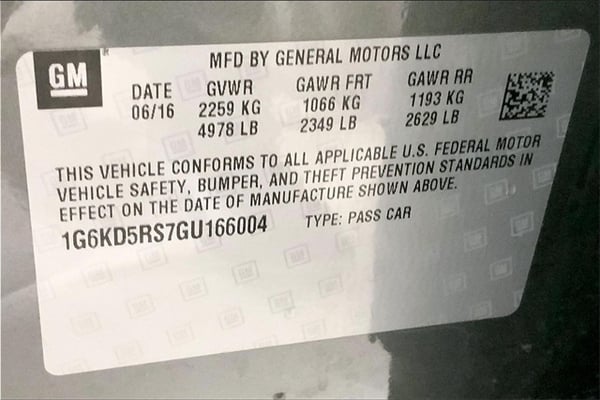 GM
MFD BY GENERAL MOTORS LLC
DATE GVWR GAWR FRT GAWR RR
06/16 2259 KG 1066 KG 1193 KG
4978 LB 2349 LB 2629 LB
THIS VEHICLE CONFORMS TO ALL APPLICABLE U.S. FEDERAL MOTOR
VEHICLE SAFETY, BUMPER, AND THEFT PREVENTION STANDARDS IN
EFFECT ON THE DATE OF MANUFACTURE SHOWN ABOVE.
1G6KD5RS7GU166004 TYPE: PASS CAR